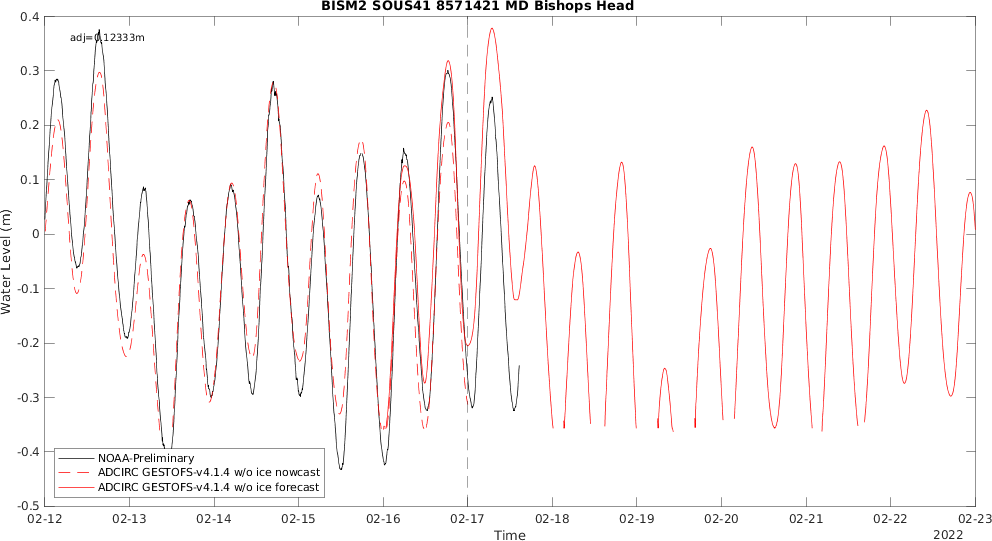 BISM2 SOUS41 8571421 MD Bishops Head
adj=0.12333m
0.4
0.3
0.2
0.1
0
-0.1
-0.2
-0.3
-0.4
-0.5
Water Level (m)
NOAA-Preliminary
ADCIRC GESTOFS-v4.1.4 w/o ice nowcast
ADCIRC GESTOFS-v4.1.4 w/o ice forecast
02-12 02-13 02-14 02-15 02-16 02-17 02-18 02-19 02-20 02-21 02-22 02-23
Time
2022